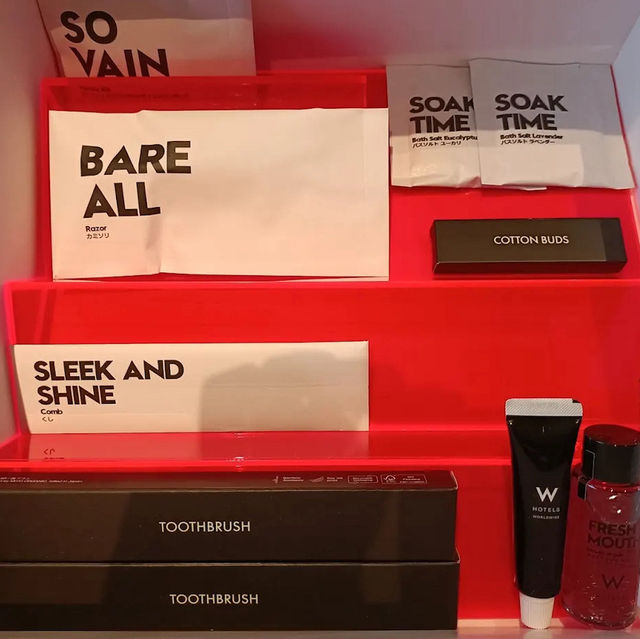 SO
VAIN
BARE
ALL
Razor
カミソリ
SOAK
TIME
Bath Salt Eucalyptu
バスソルト ユーカリ
SOAK
TIME
Bath Salt Lavender
バスソルト ラベンダー
COTTON BUDS
SLEEK AND
SHINE
Comb
くし
TOOTHBRUSH
TOOTHBRUSH
W
HOTELS
WORLDWIDE
FRESH
MOUT
W